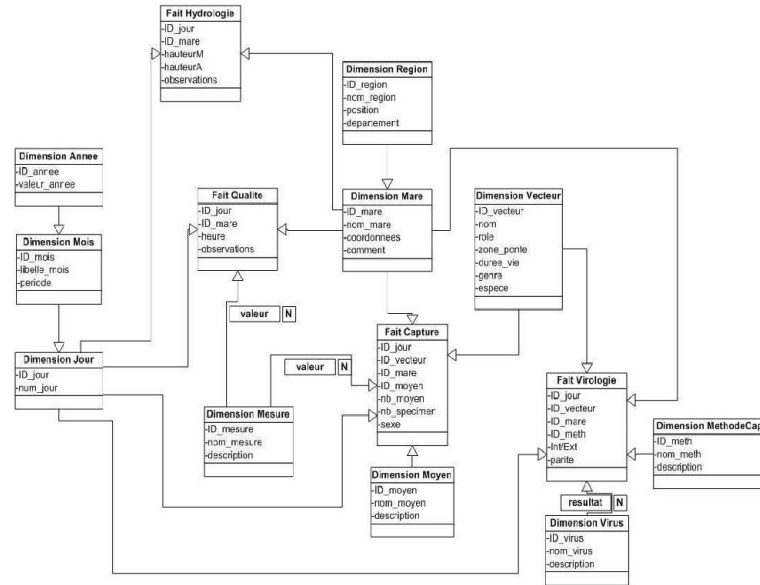 Fait Hydrologie
-ID_jour
-ID_mare
-hauteurM
-hauteurA
-observations
Dimension Region
-ID_region
-nom_region
-position
-departement
Dimension Annee
-ID_annee
-valeur_annee
Fait Qualite
-ID_jour
-ID_mare
-heure
-observations
Dimension Mare
-ID_mare
-nom_mare
-coordonnees
-comment
Dimension Vecteur
-ID_vecteur
-nom
-role
-zone_ponte
-duree_vie
-genre
-espece
Dimension Mois
-ID_mois
-libelle_mois
-periode
valeur N
Fait Capture
-ID_jour
-ID_vecteur
-ID_mare
-ID_moyen
-nb_moyen
-nb_specimen
-sexe
Dimension Jour
-ID_jour
-num_jour
valeur N
Fait Virologie
-ID_jour
-ID_vecteur
-ID_mare
-ID_meth
-Int/Ext
-parite
Dimension Mesure
-ID_mesure
-nom_mesure
-description
Dimension MethodeCap
-ID_meth
-nom_meth
-description
Dimension Moyen
-ID_moyen
-nom_moyen
-description
resultat N
Dimension Virus
-ID_virus
-nom_virus
-description